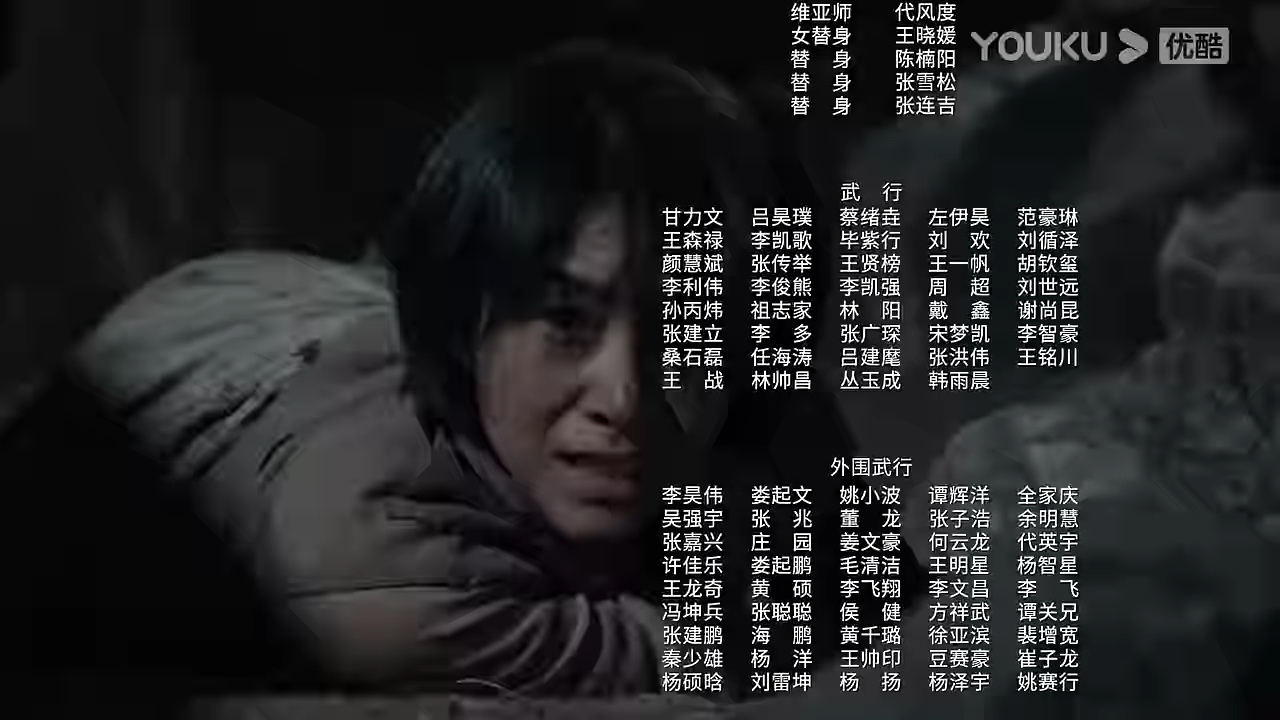 维亚师 代风度
女替身 王晓媛
YOUKU 优酷
替 身 陈楠阳
替 身 张雪松
替 身 张连吉
武 行
甘力文 吕昊璞 蔡绪垚 左伊昊 范豪琳
王森禄 李凯歌 毕紫行 刘 欢 刘循泽
颜慧斌 张传举 王贤榜 王一帆 胡钦玺
李利伟 李俊熊 李凯强 周 超 刘世远
孙丙炜 祖志家 林 阳 戴 鑫 谢尚昆
张建立 李 多 张广琛 宋梦凯 李智豪
桑石磊 任海涛 吕建麾 张洪伟 王铭川
王 战 林帅昌 丛玉成 韩雨晨
外围武行
李昊伟 娄起文 姚小波 谭辉洋 全家庆
吴强宇 张 兆 董 龙 张子浩 余明慧
张嘉兴 庄 园 姜文豪 何云龙 代英宇
许佳乐 娄起鹏 毛清洁 王明星 杨智星
王龙奇 黄 硕 李飞翔 李文昌 李 飞
冯坤兵 张聪聪 侯 健 方祥武 谭关兄
张建鹏 海 鹏 黄千璐 徐亚滨 裴增宽
秦少雄 杨 洋 王帅印 豆赛豪 崔子龙
杨硕晗 刘雷坤 杨 扬 杨泽宇 姚赛行